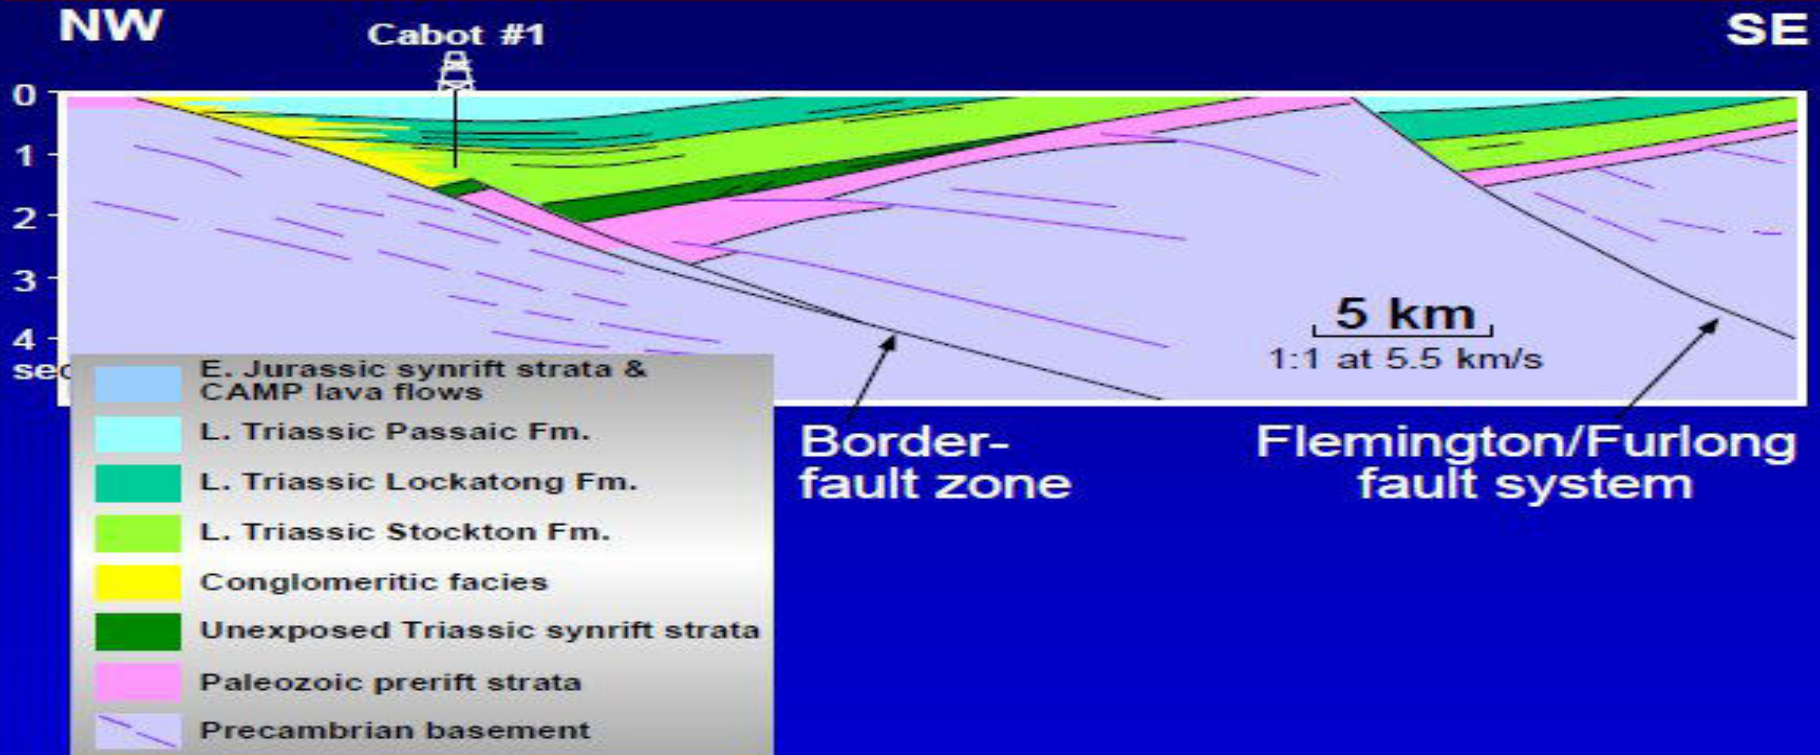 NW
Cabot #1
SE
0
1
2
3
4
sec
5 km
1:1 at 5.5 km/s
E. Jurassic synrift strata &
CAMP lava flows
L. Triassic Passaic Fm.
L. Triassic Lockatong Fm.
L. Triassic Stockton Fm.
Conglomeritic facies
Unexposed Triassic synrift strata
Paleozoic prerift strata
Precambrian basement
Border-
fault zone
Flemington/Furlong
fault system